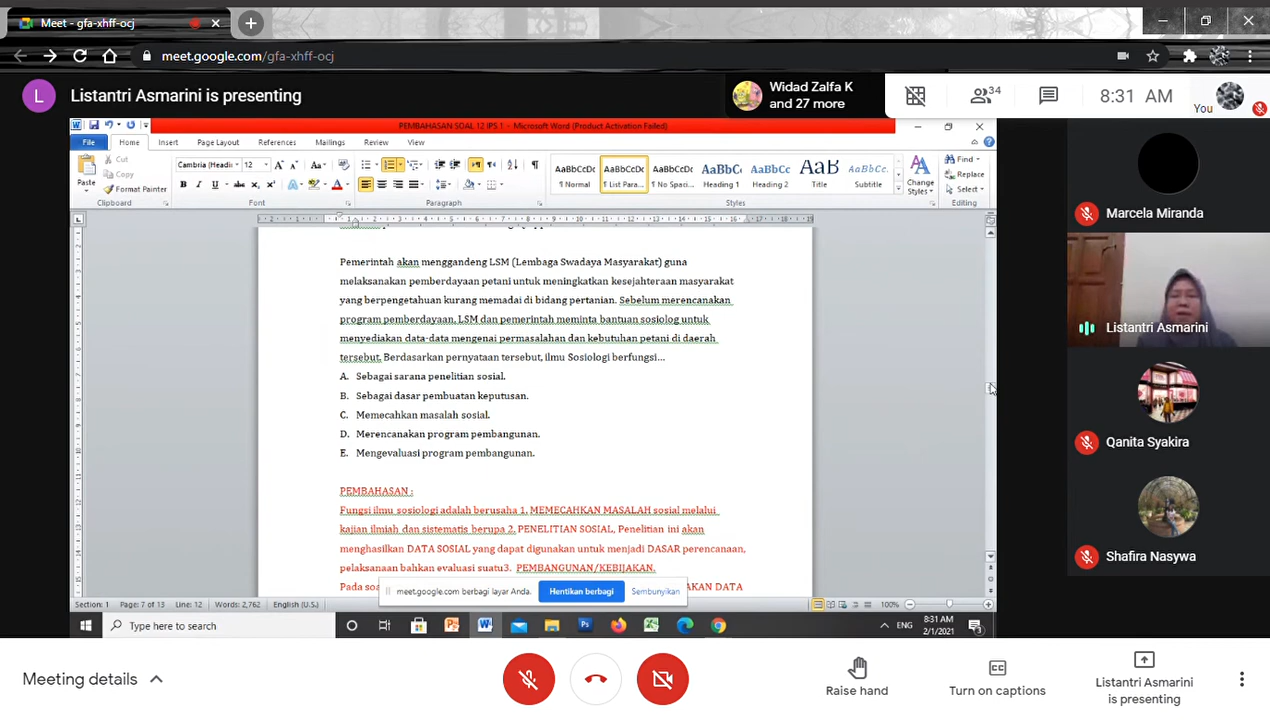 Meet - gfa-xhff-ocj
meet.google.com/gfa-xhff-ocj
L
Listantri Asmarini is presenting
Widad Zalfa K
and 27 more
34
8:31 AM
You
PEMBAHASAN SOAL 12 IPS 1 - Microsoft Word (Product Activation Failed)
File Home Insert Page Layout References Mailings Review View
Cut
Copy
Format Painter
Paste
Clipboard
Cambria (Headi 12
Font
Paragraph
AaBbCcDc AaBbCcDc AaBbCcDc AaBbC AaBbCc AaB AaBbCc.
¶ Normal ¶ List Para... ¶ No Spaci... Heading 1 Heading 2 Title Subtitle
Styles
Change
Styles
Find
Replace
Select
Editing
Pemerintah akan menggandeng LSM (Lembaga Swadaya Masyarakat) guna
melaksanakan pemberdayaan petani untuk meningkatkan kesejahteraan masyarakat
yang berpengetahuan kurang memadai di bidang pertanian. Sebelum merencanakan
program pemberdayaan, LSM dan pemerintah meminta bantuan sosiolog untuk
menyediakan data-data mengenai permasalahan dan kebutuhan petani di daerah
tersebut. Berdasarkan pernyataan tersebut, ilmu Sosiologi berfungsi...
A. Sebagai sarana penelitian sosial.
B. Sebagai dasar pembuatan keputusan.
C. Memecahkan masalah sosial.
D. Merencanakan program pembangunan.
E. Mengevaluasi program pembangunan.
PEMBAHASAN :
Fungsi ilmu sosiologi adalah berusaha 1. MEMECAHKAN MASALAH sosial melalui
kajian ilmiah dan sistematis berupa 2. PENELITIAN SOSIAL. Penelitian ini akan
menghasilkan DATA SOSIAL yang dapat digunakan untuk menjadi DASAR perencanaan,
pelaksanaan bahkan evaluasi suatu3. PEMBANGUNAN/KEBIJAKAN.
Pada soa AKAN DATA
meet.google.com berbagi layar Anda. Hentikan berbagi Sembunyikan
Section: 1 Page: 7 of 13 Line: 12 Words: 2,762 English (U.S.) 100%
Type here to search
ENG
8:31 AM
2/1/2021
3
Marcela Miranda
Listantri Asmarini
Qanita Syakira
Shafira Nasywa
Meeting details
Raise hand
Turn on captions
Listantri Asmarini
is presenting